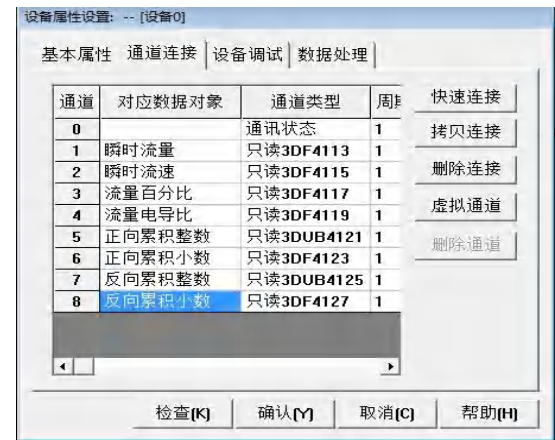 设备属性设置: -- [设备0]
基本属性 通道连接 设备调试 数据处理
通道 对应数据对象 通道类型 周期
0 通讯状态 1
1 瞬时流量 只读3DF4113 1
2 瞬时流速 只读3DF4115 1
3 流量百分比 只读3DF4117 1
4 流量电导比 只读3DF4119 1
5 正向累积整数 只读3DUB4121 1
6 正向累积小数 只读3DF4123 1
7 反向累积整数 只读3DUB4125 1
8 反向累积小数 只读3DF4127 1
快速连接
拷贝连接
删除连接
虚拟通道
删除通道
检查(K) 确认(Y) 取消(C) 帮助(H)